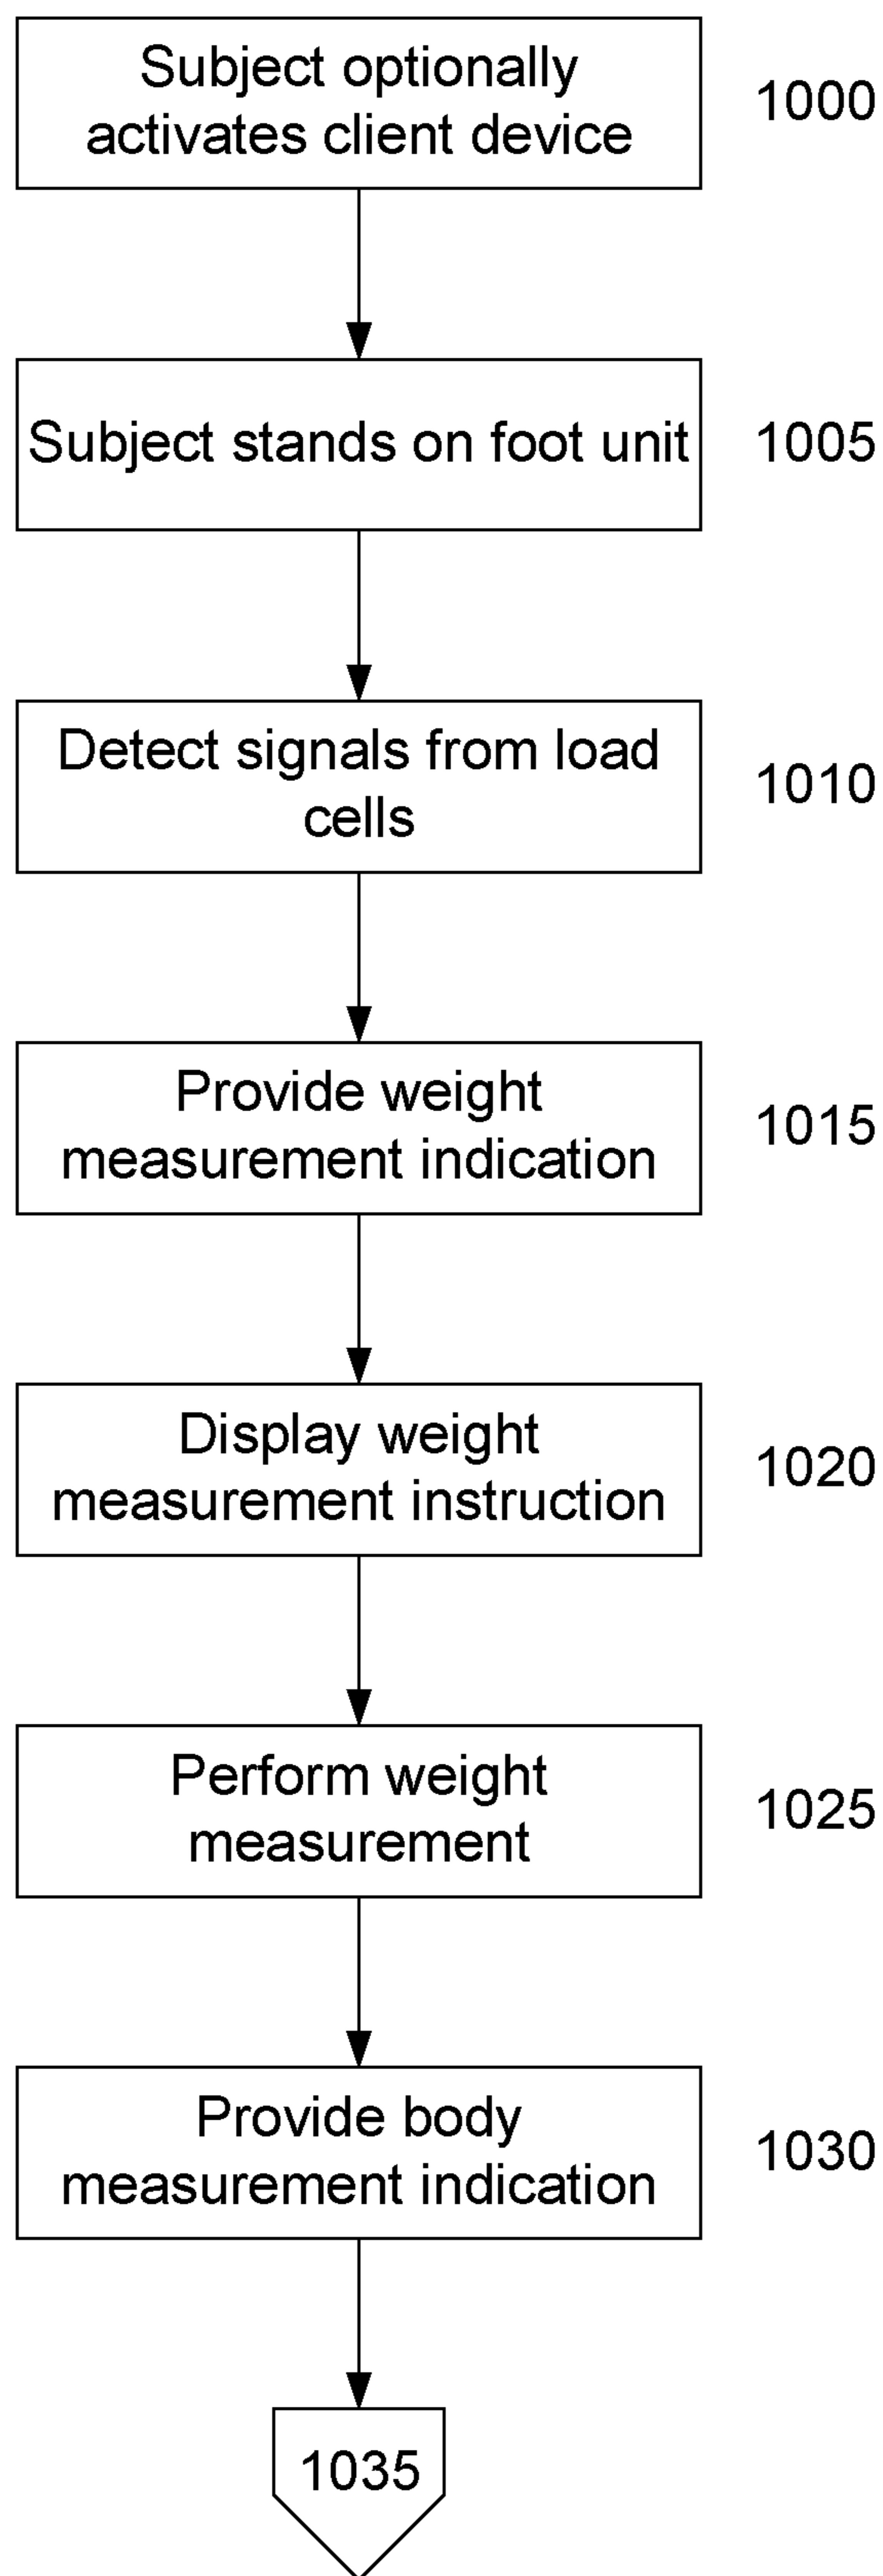 Subject optionally
activates client device
1000
Subject stands on foot unit
1005
Detect signals from load
cells
1010
Provide weight
measurement indication
1015
Display weight
measurement instruction
1020
Perform weight
measurement
1025
Provide body
measurement indication
1030
1035